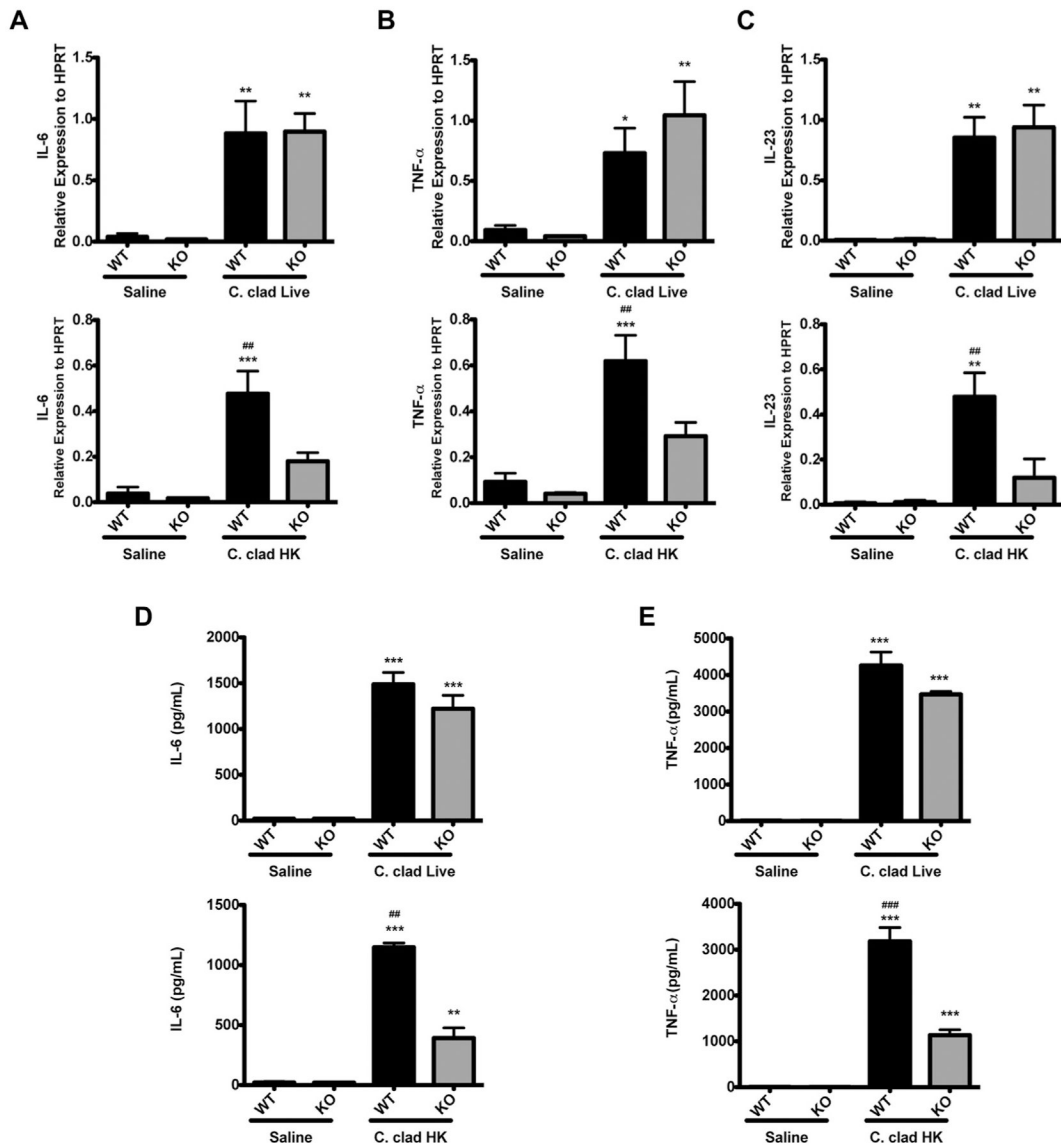 A
IL-6
Relative Expression to HPRT
1.5
1.0
0.5
0.0
**
**
WT
KO
WT
KO
Saline
C. clad Live
IL-6
Relative Expression to HPRT
0.8
0.6
0.4
0.2
0.0
##
***
WT
KO
WT
KO
Saline
C. clad HK
B
TNF-α
Relative Expression to HPRT
1.5
1.0
0.5
0.0
*
**
WT
KO
WT
KO
Saline
C. clad Live
TNF-α
Relative Expression to HPRT
0.8
0.6
0.4
0.2
0.0
##
***
WT
KO
WT
KO
Saline
C. clad HK
C
IL-23
Relative Expression to HPRT
1.5
1.0
0.5
0.0
**
**
WT
KO
WT
KO
Saline
C. clad Live
IL-23
Relative Expression to HPRT
0.8
0.6
0.4
0.2
0.0
##
**
WT
KO
WT
KO
Saline
C. clad HK
D
IL-6 (pg/mL)
2000
1500
1000
500
0
***
***
WT
KO
WT
KO
Saline
C. clad Live
IL-6 (pg/mL)
1500
1000
500
0
##
***
**
WT
KO
WT
KO
Saline
C. clad HK
E
TNF-α(pg/mL)
5000
4000
3000
2000
1000
0
***
***
WT
KO
WT
KO
Saline
C. clad Live
TNF-α(pg/mL)
4000
3000
2000
1000
0
###
***
***
WT
KO
WT
KO
Saline
C. clad HK